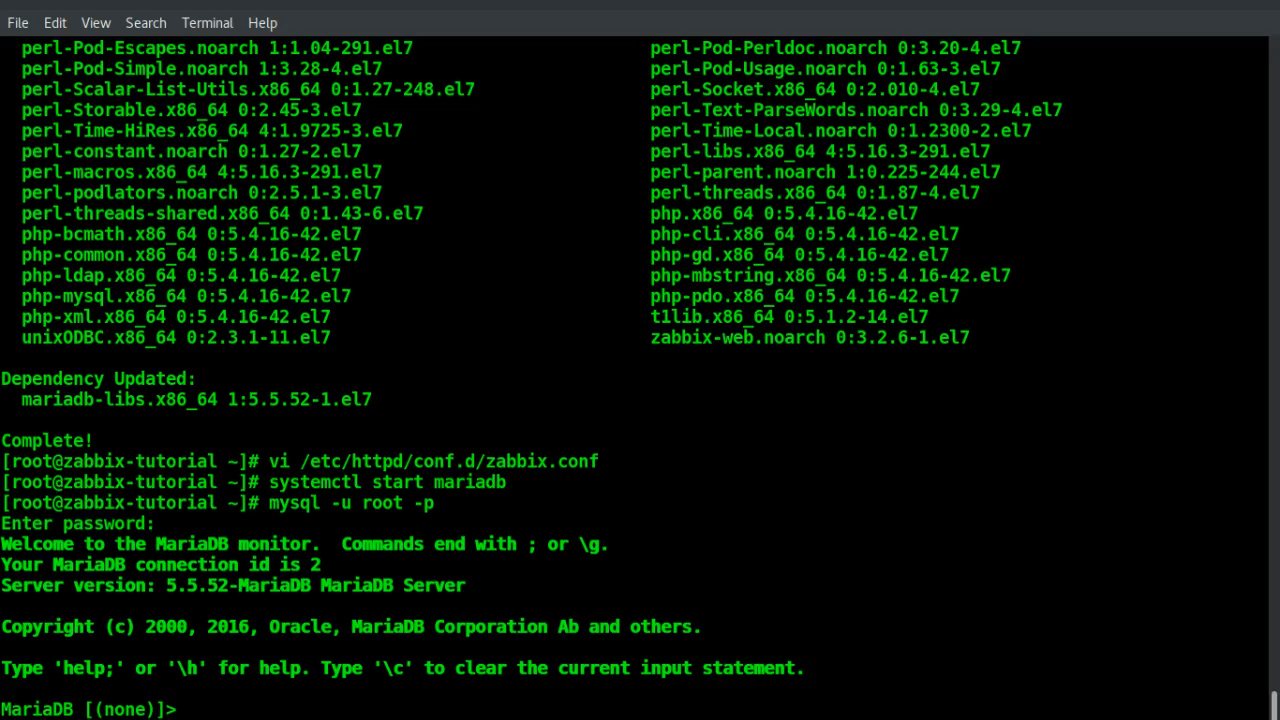 File Edit View Search Terminal Help
perl-Pod-Escapes.noarch 1:1.04-291.el7 perl-Pod-Perldoc.noarch 0:3.20-4.el7
perl-Pod-Simple.noarch 1:3.28-4.el7 perl-Pod-Usage.noarch 0:1.63-3.el7
perl-Scalar-List-Utils.x86_64 0:1.27-248.el7 perl-Socket.x86_64 0:2.010-4.el7
perl-Storable.x86_64 0:2.45-3.el7 perl-Text-ParseWords.noarch 0:3.29-4.el7
perl-Time-HiRes.x86_64 4:1.9725-3.el7 perl-Time-Local.noarch 0:1.2300-2.el7
perl-constant.noarch 0:1.27-2.el7 perl-libs.x86_64 4:5.16.3-291.el7
perl-macros.x86_64 4:5.16.3-291.el7 perl-parent.noarch 1:0.225-244.el7
perl-podlators.noarch 0:2.5.1-3.el7 perl-threads.x86_64 0:1.87-4.el7
perl-threads-shared.x86_64 0:1.43-6.el7 php.x86_64 0:5.4.16-42.el7
php-bcmath.x86_64 0:5.4.16-42.el7 php-cli.x86_64 0:5.4.16-42.el7
php-common.x86_64 0:5.4.16-42.el7 php-gd.x86_64 0:5.4.16-42.el7
php-ldap.x86_64 0:5.4.16-42.el7 php-mbstring.x86_64 0:5.4.16-42.el7
php-mysql.x86_64 0:5.4.16-42.el7 php-pdo.x86_64 0:5.4.16-42.el7
php-xml.x86_64 0:5.4.16-42.el7 t1lib.x86_64 0:5.1.2-14.el7
unixODBC.x86_64 0:2.3.1-11.el7 zabbix-web.noarch 0:3.2.6-1.el7
Dependency Updated:
mariadb-libs.x86_64 1:5.5.52-1.el7
Complete!
[root@zabbix-tutorial ~]# vi /etc/httpd/conf.d/zabbix.conf
[root@zabbix-tutorial ~]# systemctl start mariadb
[root@zabbix-tutorial ~]# mysql -u root -p
Enter password:
Welcome to the MariaDB monitor.  Commands end with ; or \g.
Your MariaDB connection id is 2
Server version: 5.5.52-MariaDB MariaDB Server
Copyright (c) 2000, 2016, Oracle, MariaDB Corporation Ab and others.
Type 'help;' or '\h' for help. Type '\c' to clear the current input statement.
MariaDB [(none)]>